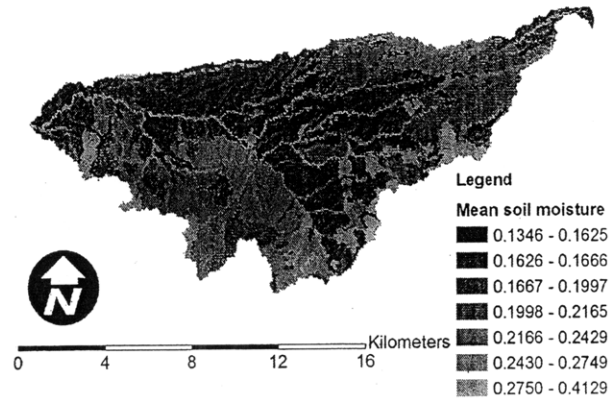 Legend
Mean soil moisture
0.1346 - 0.1625
0.1626 - 0.1666
0.1667 - 0.1997
0.1998 - 0.2165
0.2166 - 0.2429
0.2430 - 0.2749
0.2750 - 0.4129
N
Kilometers
0 4 8 12 16